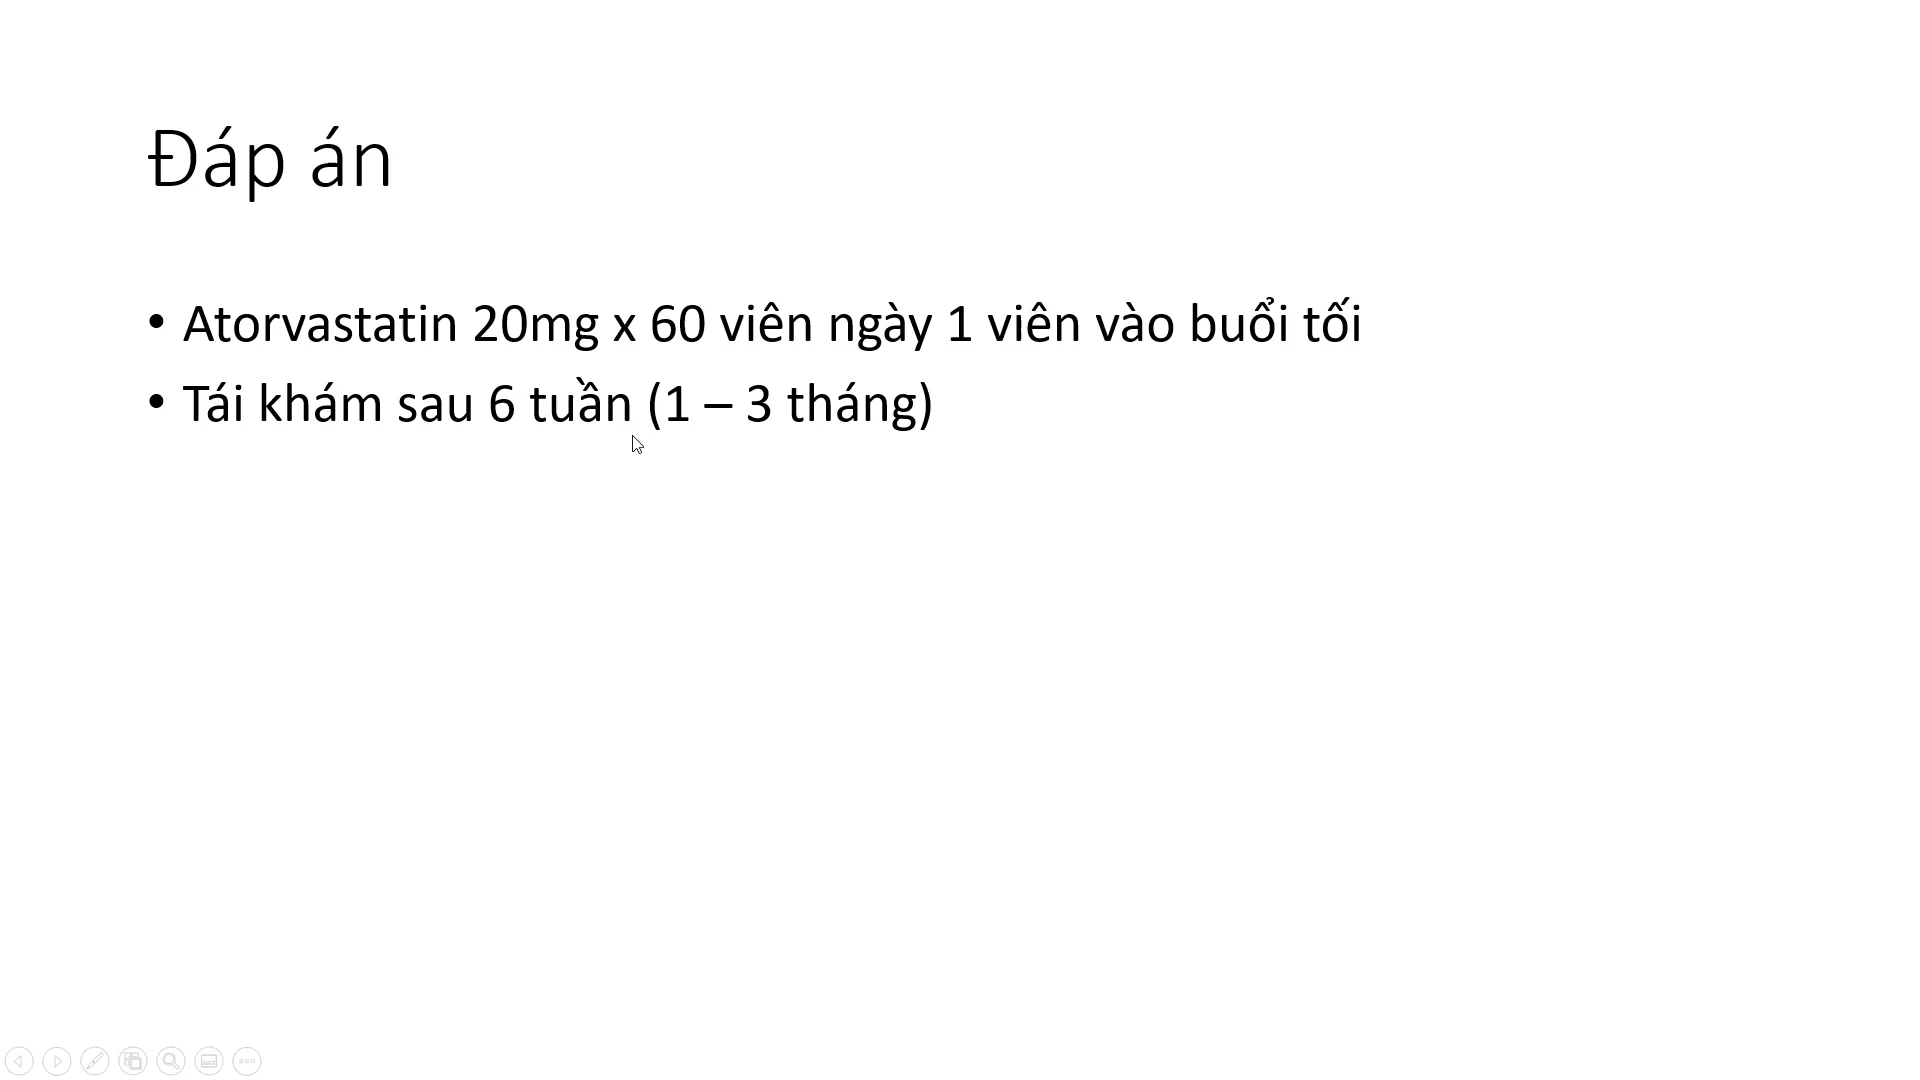 Đáp án
• Atorvastatin 20mg x 60 viên ngày 1 viên vào buổi tối
• Tái khám sau 6 tuần (1 – 3 tháng)